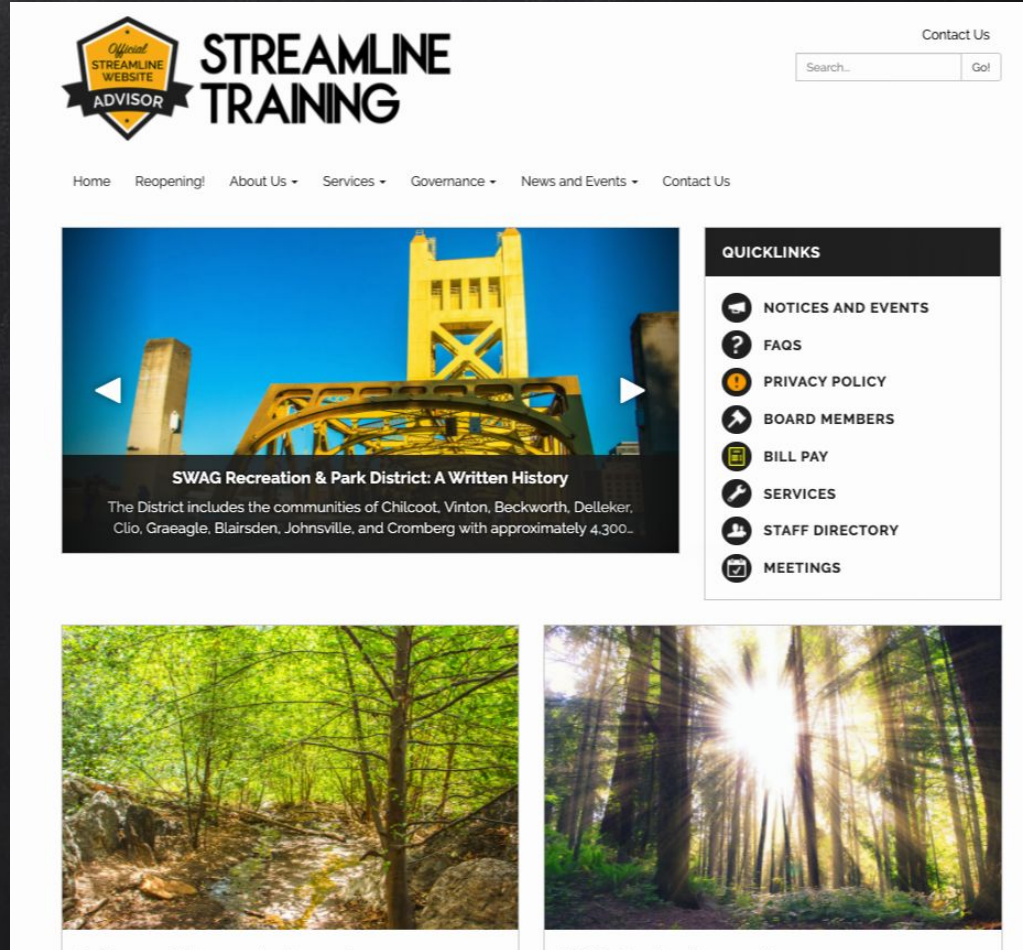 Official
STREAMLINE
WEBSITE
ADVISOR
STREAMLINE
TRAINING
Contact Us
Search...
Go!
Home Reopening! About Us Services Governance News and Events Contact Us
SWAG Recreation & Park District: A Written History
The District includes the communities of Chilcoot, Vinton, Beckworth, Delleker,
Clio, Graeagle, Blairsden, Johnsville, and Cromberg with approximately 4,300...
QUICKLINKS
NOTICES AND EVENTS
FAQS
PRIVACY POLICY
BOARD MEMBERS
BILL PAY
SERVICES
STAFF DIRECTORY
MEETINGS